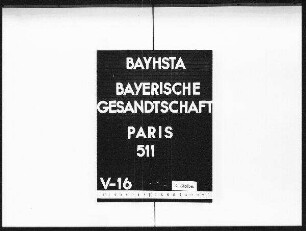 BAYHSTA
BAYERISCHE
GESANDTSCHAFT
PARIS
511
V-16